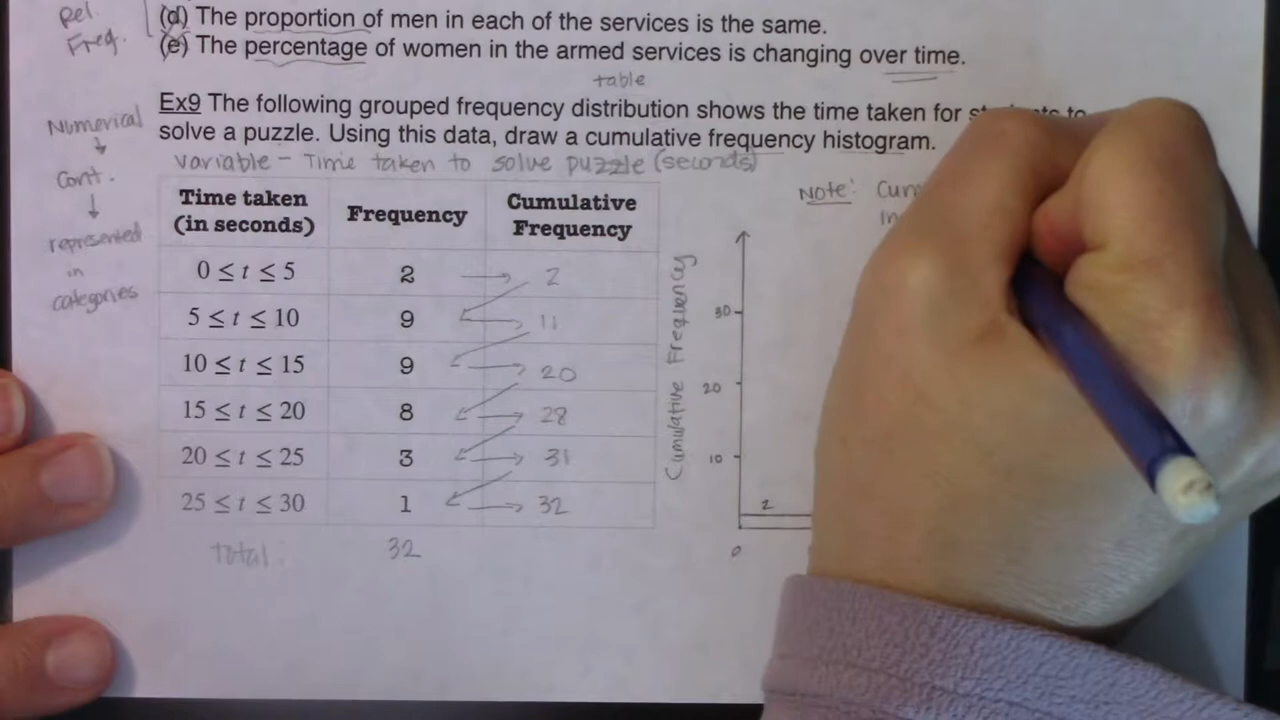 (d) The proportion of men in each of the services is the same.
Rel.
Freq.
(e) The percentage of women in the armed services is changing over time.
table
Ex9 The following grouped frequency distribution shows the time taken for students to
solve a puzzle. Using this data, draw a cumulative frequency histogram.
Numerical
Cont.
represented
in
categories
variable - Time taken to solve puzzle (seconds)
Time taken (in seconds) Frequency Cumulative Frequency
0 ≤ t ≤ 5 2 2
5 ≤ t ≤ 10 9 11
10 ≤ t ≤ 15 9 20
15 ≤ t ≤ 20 8 28
20 ≤ t ≤ 25 3 31
25 ≤ t ≤ 30 1 32
Total: 32
NOTE:
Cumulative Frequency
30
20
10
2
0